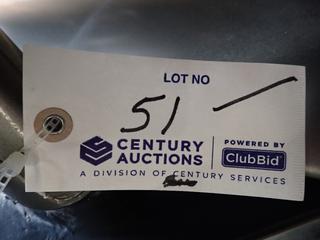 LOT NO
51 —
CENTURY AUCTIONS
POWERED BY ClubBid
A DIVISION OF CENTURY SERVICES